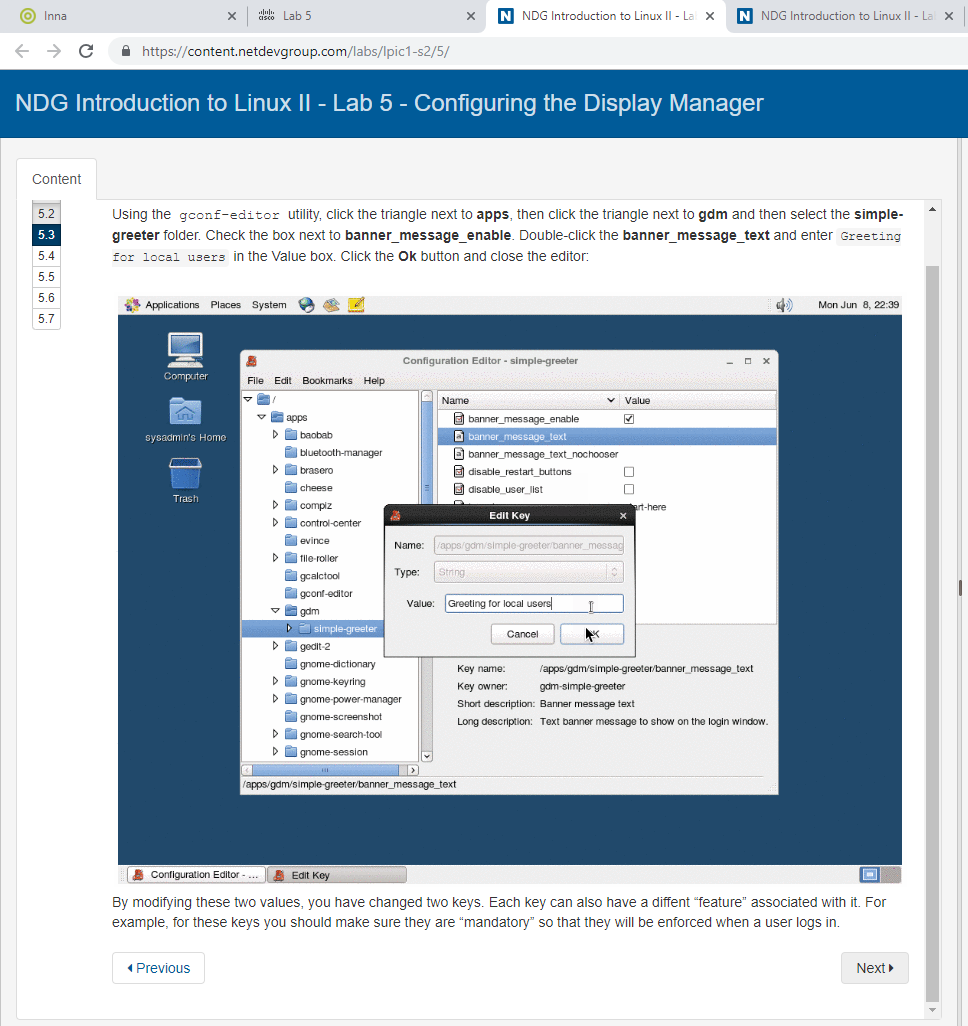 Inna
cisco Lab 5
NDG Introduction to Linux II - La
NDG Introduction to Linux II - La
https://content.netdevgroup.com/labs/lpic1-s2/5/
NDG Introduction to Linux II - Lab 5 - Configuring the Display Manager
Content
5.2
5.3
5.4
5.5
5.6
5.7
Using the gconf-editor utility, click the triangle next to apps, then click the triangle next to gdm and then select the simple-
greeter folder. Check the box next to banner_message_enable. Double-click the banner_message_text and enter Greeting
for local users in the Value box. Click the Ok button and close the editor:
Applications Places System
Mon Jun 8, 22:39
Computer
sysadmin's Home
Trash
Configuration Editor - simple-greeter
File Edit Bookmarks Help
/
apps
baobab
bluetooth-manager
brasero
cheese
compiz
control-center
evince
file-roller
gcalctool
gconf-editor
gdm
simple-greeter
gedit-2
gnome-dictionary
gnome-keyring
gnome-power-manager
gnome-screenshot
gnome-search-tool
gnome-session
Name Value
banner_message_enable
banner_message_text
banner_message_text_nochooser
disable_restart_buttons
disable_user_list
art-here
Edit Key
Name: /apps/gdm/simple-greeter/banner_messag
Type: String
Value: Greeting for local users
Cancel
Key name: /apps/gdm/simple-greeter/banner_message_text
Key owner: gdm-simple-greeter
Short description: Banner message text
Long description: Text banner message to show on the login window.
/apps/gdm/simple-greeter/banner_message_text
Configuration Editor - ...
Edit Key
By modifying these two values, you have changed two keys. Each key can also have a diffent “feature” associated with it. For
example, for these keys you should make sure they are “mandatory” so that they will be enforced when a user logs in.
Previous
Next